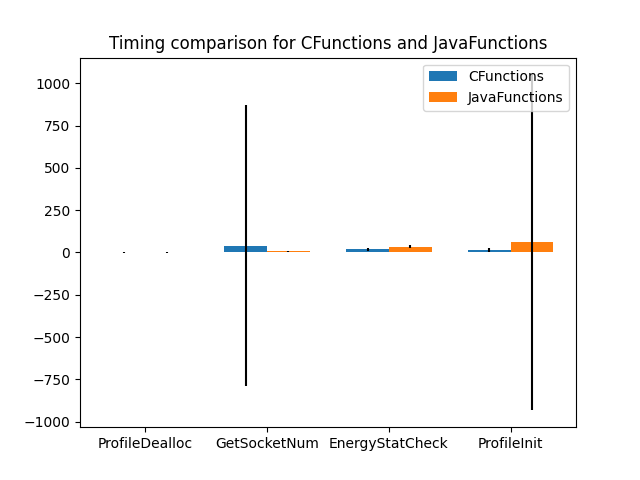 Timing comparison for CFunctions and JavaFunctions
CFunctions
JavaFunctions
1000
750
500
250
0
−250
−500
−750
−1000
ProfileDealloc
GetSocketNum
EnergyStatCheck
ProfileInit